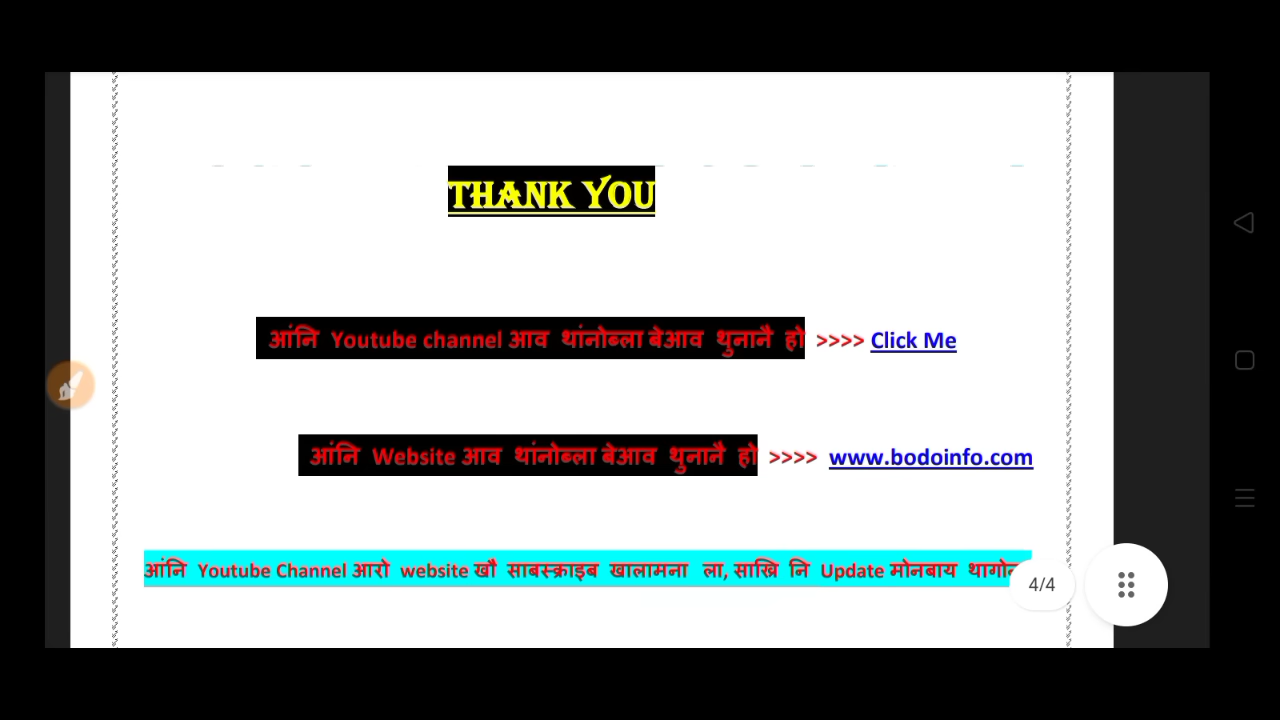 THANK YOU
आंनि Youtube channel आव थांनोब्ला बेआव थुनानै हो >>>> Click Me
आंनि Website आव थांनोब्ला बेआव थुनानै हो >>>> www.bodoinfo.com
आंनि Youtube Channel आरो website खौ साबस्क्राइब खालामना ला, साख्रि नि Update मोनबाय
4/4